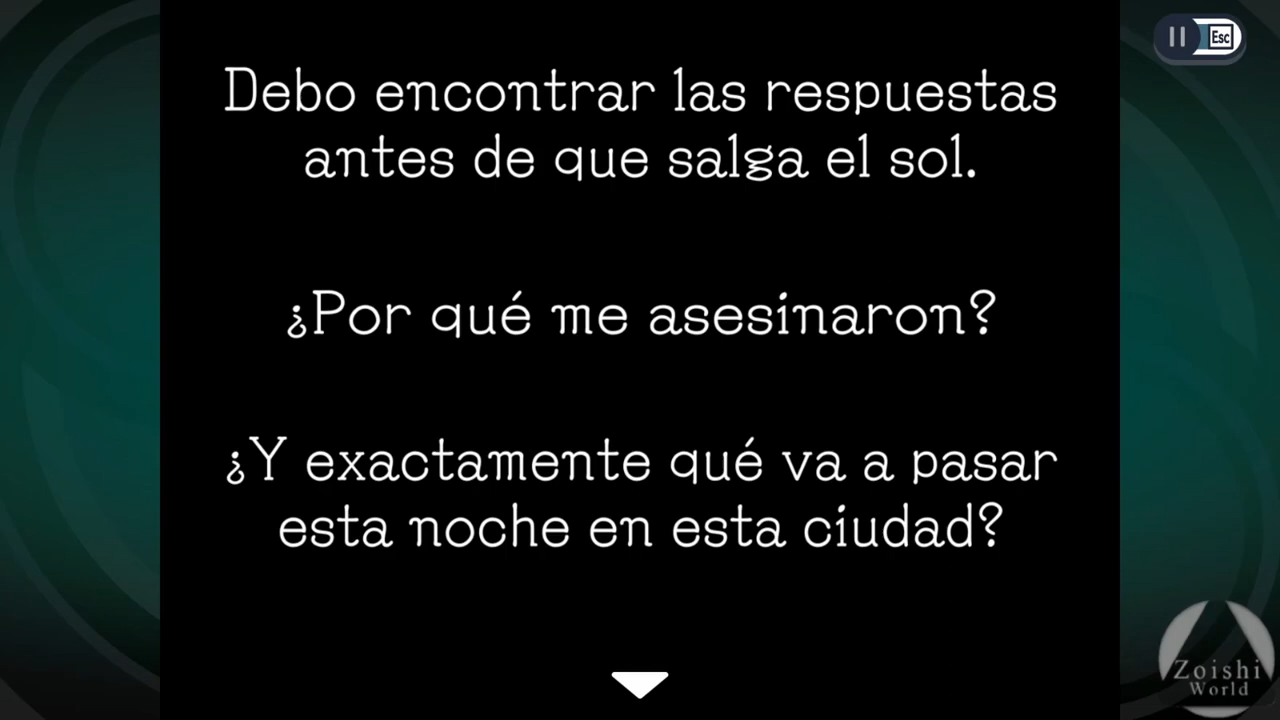 Esc
Debo encontrar las respuestas
antes de que salga el sol.
¿Por qué me asesinaron?
¿Y exactamente qué va a pasar
esta noche en esta ciudad?
Zoishi
World